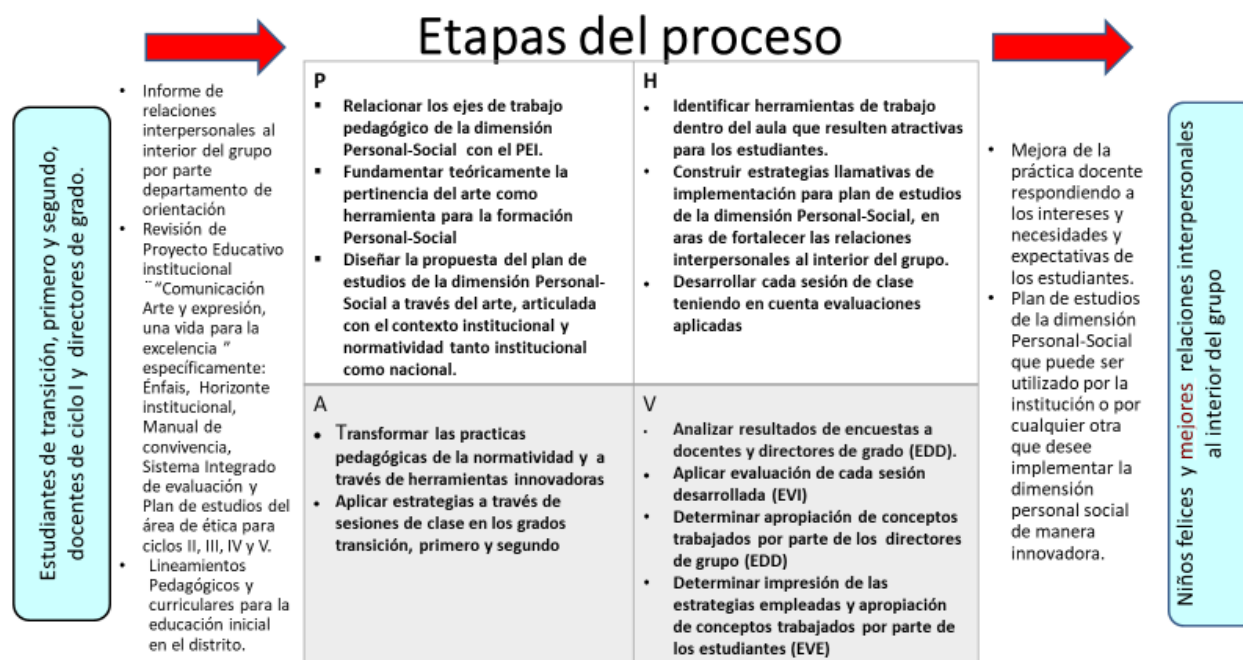 Etapas del proceso
Estudiantes de transición, primero y segundo,
docentes de ciclo I y directores de grado.
• Informe de
relaciones
interpersonales al
interior del grupo
por parte
departamento de
orientación
• Revisión de
Proyecto Educativo
institucional
¨“Comunicación
Arte y expresión,
una vida para la
excelencia ”
específicamente:
Énfais, Horizonte
institucional,
Manual de
convivencia,
Sistema Integrado
de evaluación y
Plan de estudios del
área de ética para
ciclos II, III, IV y V.
• Lineamientos
Pedagógicos y
curriculares para la
educación inicial
en el distrito.
P
▪ Relacionar los ejes de trabajo
pedagógico de la dimensión
Personal-Social con el PEI.
▪ Fundamentar teóricamente la
pertinencia del arte como
herramienta para la formación
Personal-Social
▪ Diseñar la propuesta del plan de
estudios de la dimensión Personal-
Social a través del arte, articulada
con el contexto institucional y
normatividad tanto institucional
como nacional.
H
• Identificar herramientas de trabajo
dentro del aula que resulten atractivas
para los estudiantes.
• Construir estrategias llamativas de
implementación para plan de estudios
de la dimensión Personal-Social, en
aras de fortalecer las relaciones
interpersonales al interior del grupo.
• Desarrollar cada sesión de clase
teniendo en cuenta evaluaciones
aplicadas
A
• Transformar las practicas
pedagógicas de la normatividad y a
través de herramientas innovadoras
• Aplicar estrategias a través de
sesiones de clase en los grados
transición, primero y segundo
V
· Analizar resultados de encuestas a
docentes y directores de grado (EDD).
• Aplicar evaluación de cada sesión
desarrollada (EVI)
• Determinar apropiación de conceptos
trabajados por parte de los directores
de grupo (EDD)
• Determinar impresión de las
estrategias empleadas y apropiación
de conceptos trabajados por parte de
los estudiantes (EVE)
• Mejora de la
práctica docente
respondiendo a
los intereses y
necesidades y
expectativas de
los estudiantes.
• Plan de estudios
de la dimensión
Personal-Social
que puede ser
utilizado por la
institución o por
cualquier otra
que desee
implementar la
dimensión
personal social
de manera
innovadora.
Niños felices y mejores relaciones interpersonales
al interior del grupo